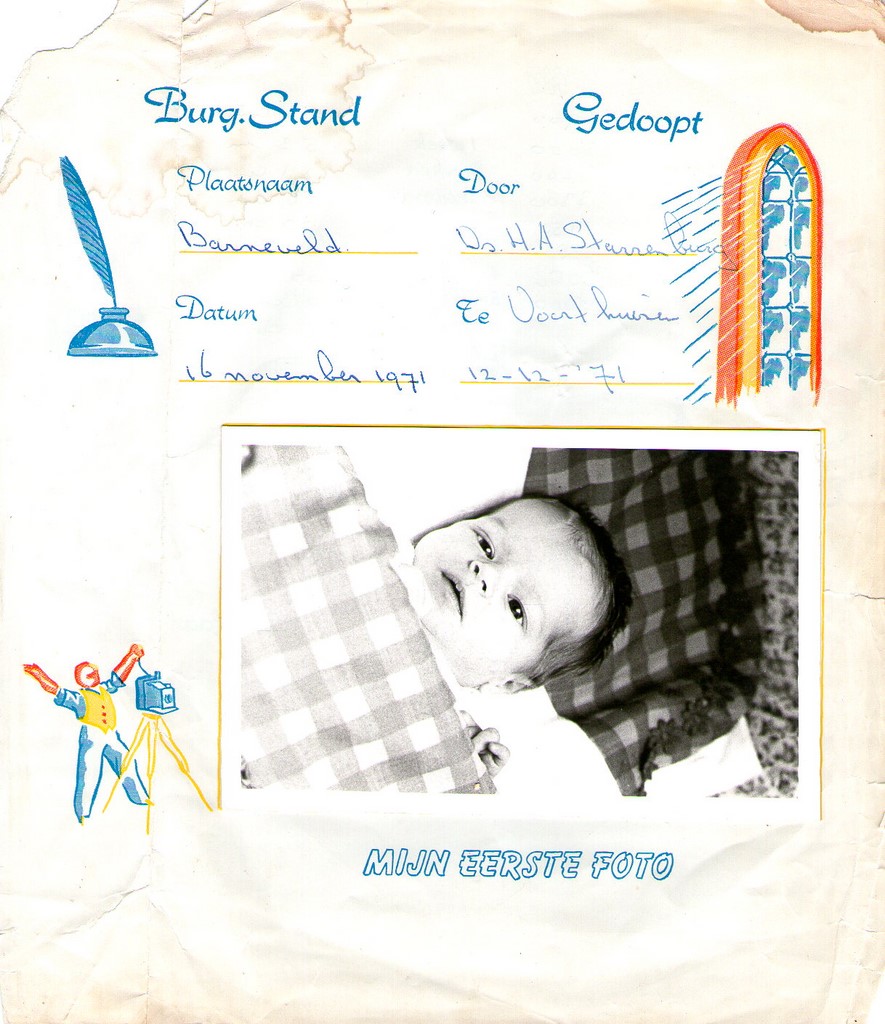 Burg. Stand
Plaatsnaam
Barneveld.
Datum
16 november 1971
Gedoopt
Door
Ds. H.A. Starrenburg
Te Voorthuizen
12-12-'71
MIJN EERSTE FOTO